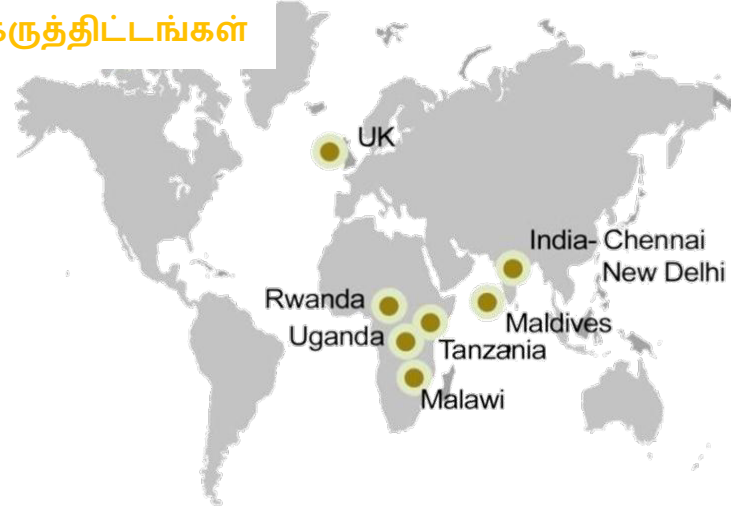 கருத்திட்டங்கள்
UK
India- Chennai
New Delhi
Rwanda
Maldives
Uganda
Tanzania
Malawi